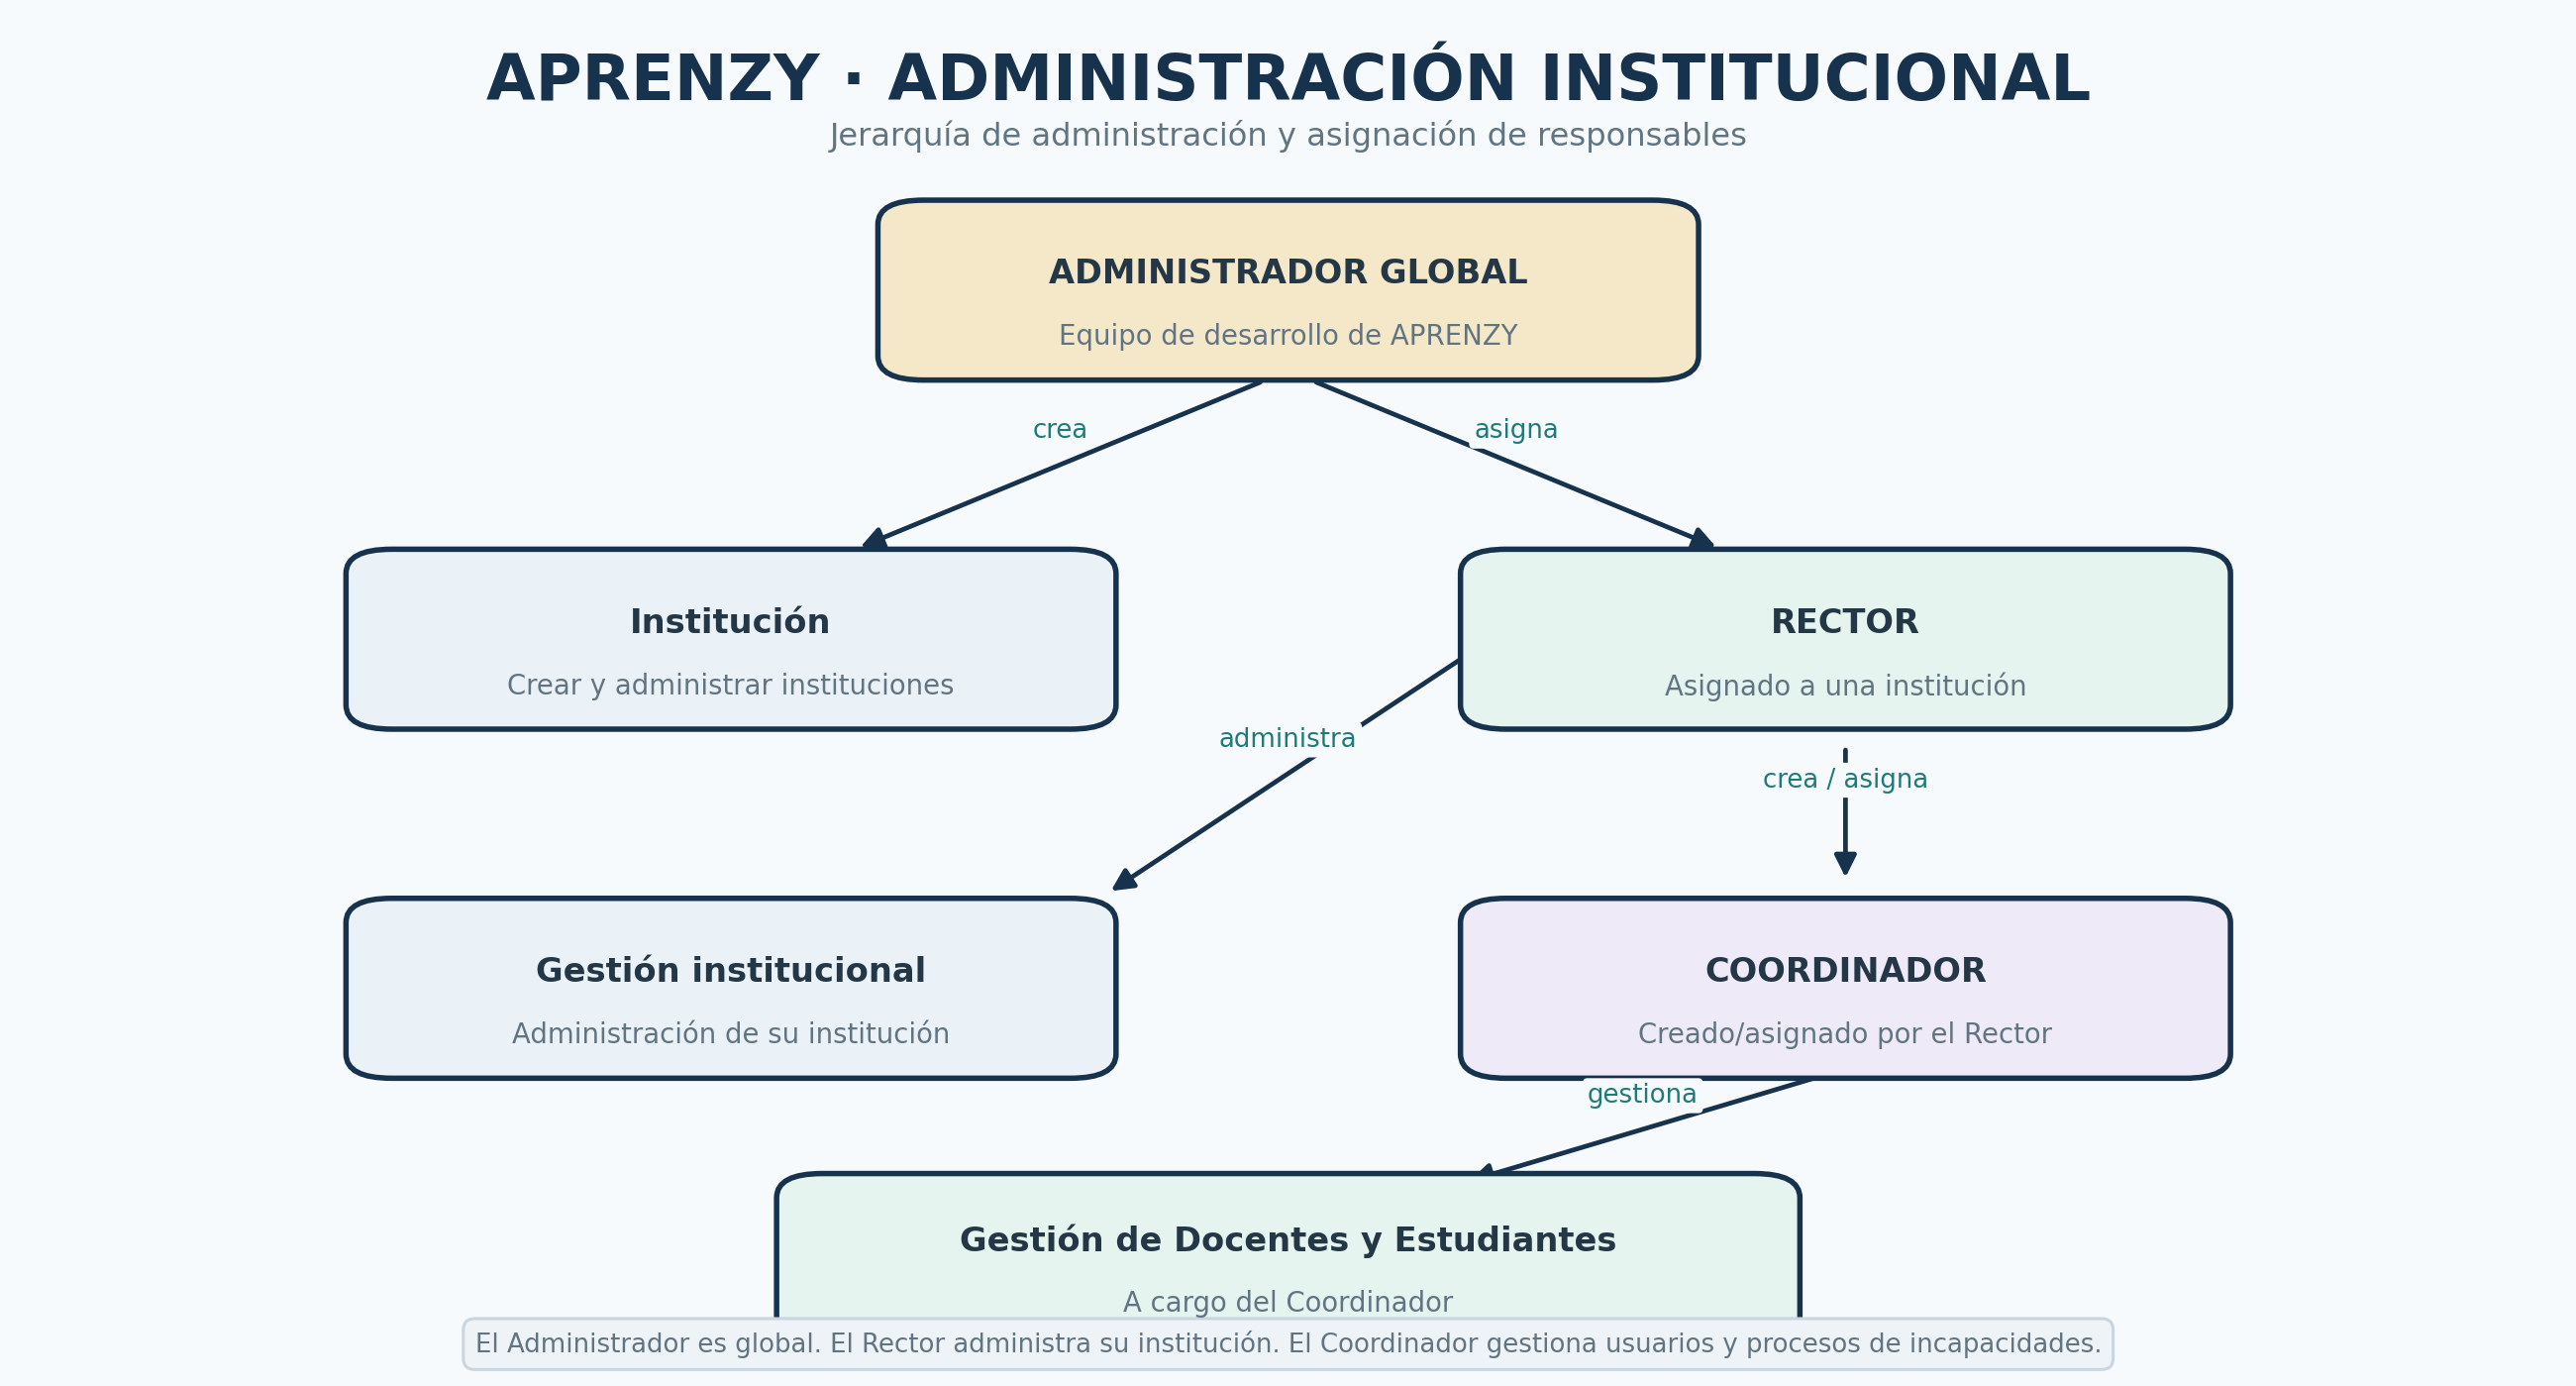 APRENZY · ADMINISTRACIÓN INSTITUCIONAL
Jerarquía de administración y asignación de responsables
ADMINISTRADOR GLOBAL
Equipo de desarrollo de APRENZY
crea
asigna
Institución
Crear y administrar instituciones
RECTOR
Asignado a una institución
administra
crea / asigna
Gestión institucional
Administración de su institución
COORDINADOR
Creado/asignado por el Rector
gestiona
Gestión de Docentes y Estudiantes
A cargo del Coordinador
El Administrador es global. El Rector administra su institución. El Coordinador gestiona usuarios y procesos de incapacidades.